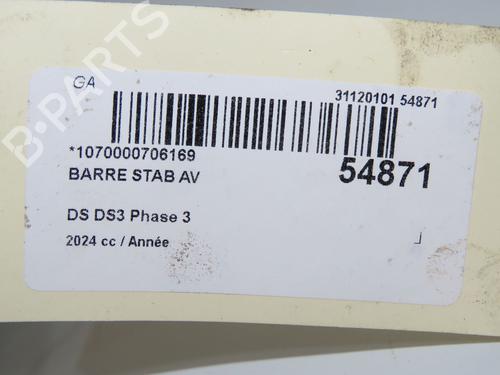 GA
31120101 54871
*1070000706169
54871
BARRE STAB AV
DS DS3 Phase 3
2024 cc / Année
B-PARTS